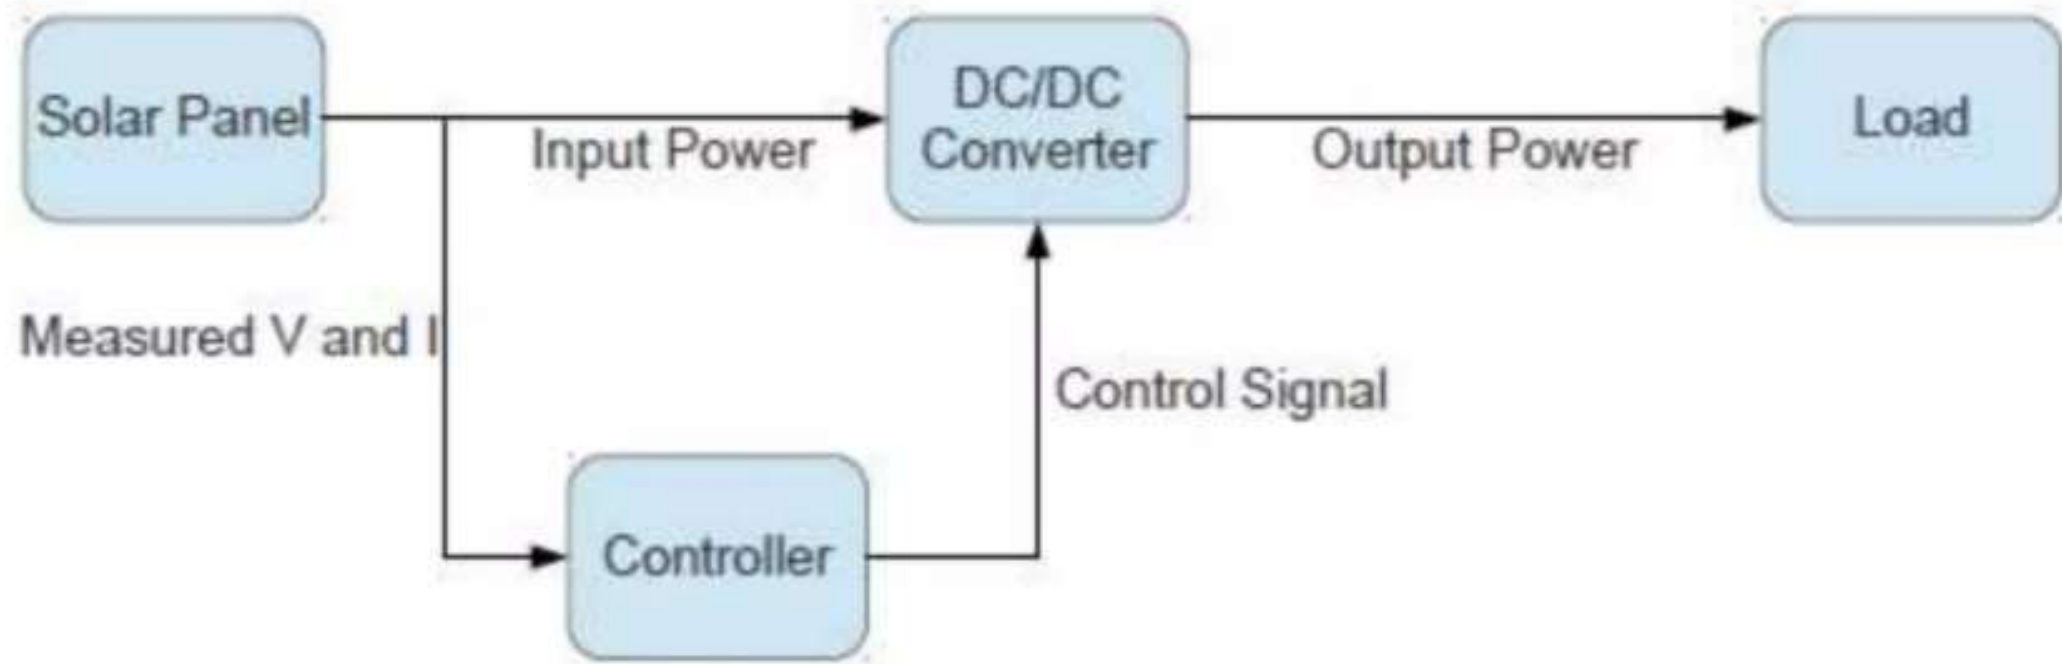 Solar Panel
Input Power
DC/DC
Converter
Output Power
Load
Measured V and I
Control Signal
Controller